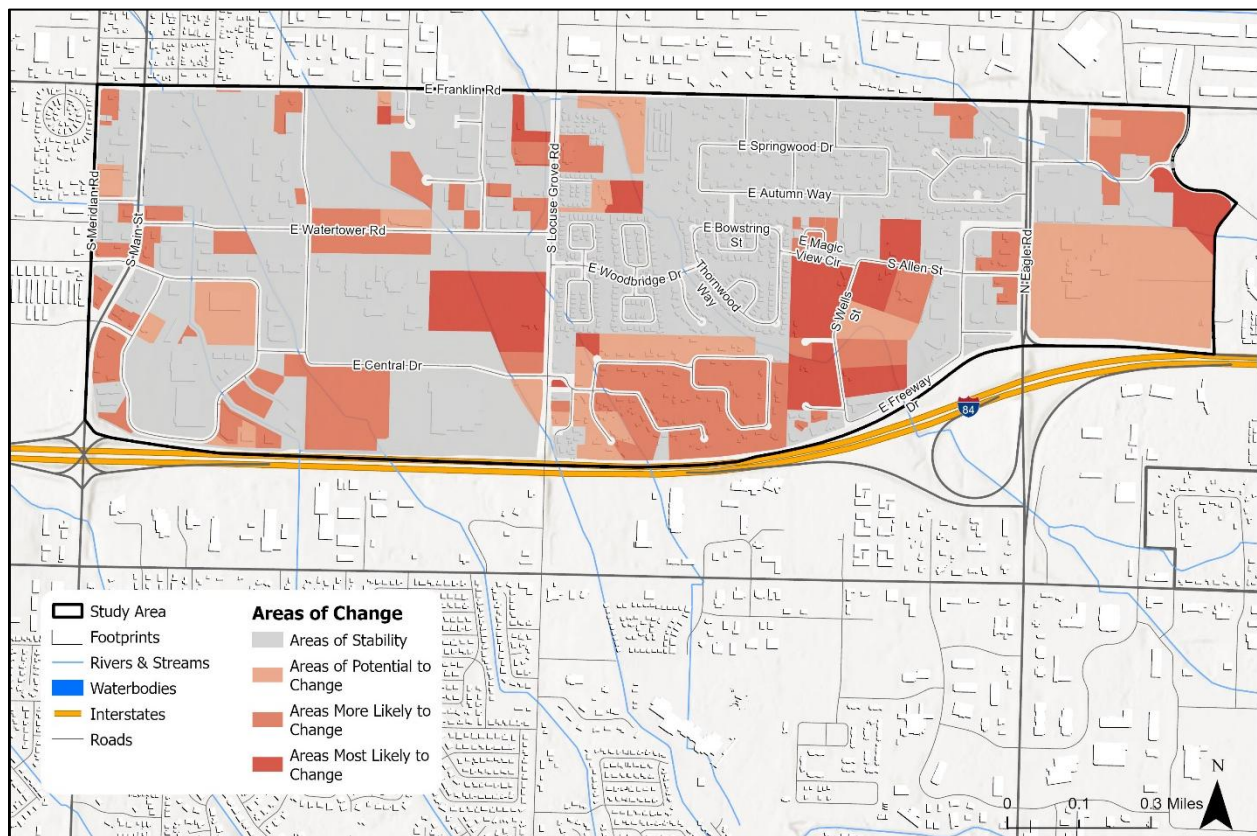 E Franklin Rd
E Springwood Dr
S Meridian Rd
S Locuse Grove Rd
E Autumn Way
S Main St
E Watertower Rd
E Bowstring
St
N Eagle Rd
E Magic
View Cir
E Woodbridge Dr
Thornwood
Way
S Allen St
S Wells
St
E Central Dr
E Freeway
Dr
84
Study Area
Footprints
Rivers & Streams
Waterbodies
Interstates
Roads
Areas of Change
Areas of Stability
Areas of Potential to
Change
Areas More Likely to
Change
Areas Most Likely to
Change
N
0 0.1 0.3 Miles